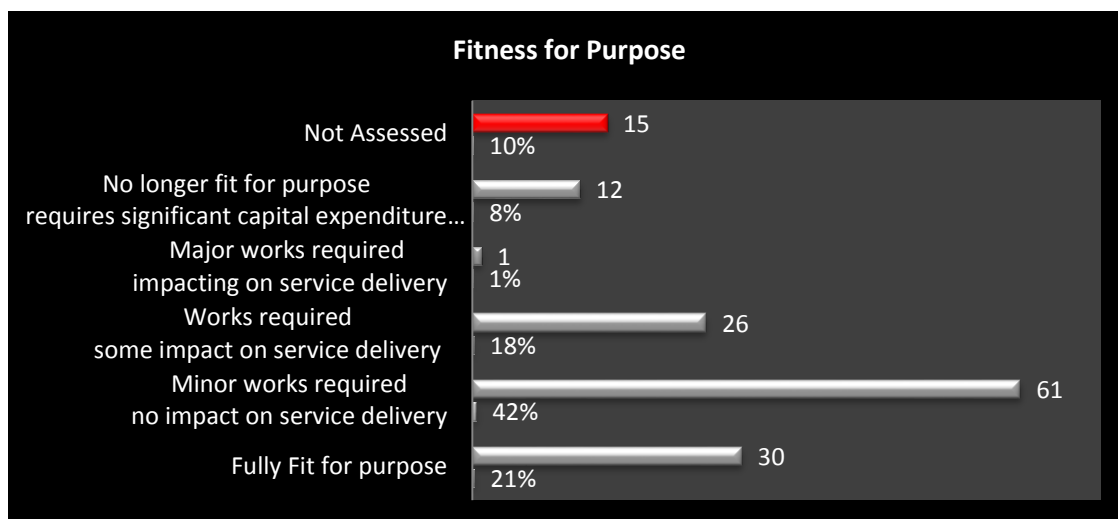 Fitness for Purpose
Not Assessed
15
10%
No longer fit for purpose
requires significant capital expenditure…
12
8%
Major works required
impacting on service delivery
1
1%
Works required
some impact on service delivery
26
18%
Minor works required
no impact on service delivery
61
42%
Fully Fit for purpose
30
21%